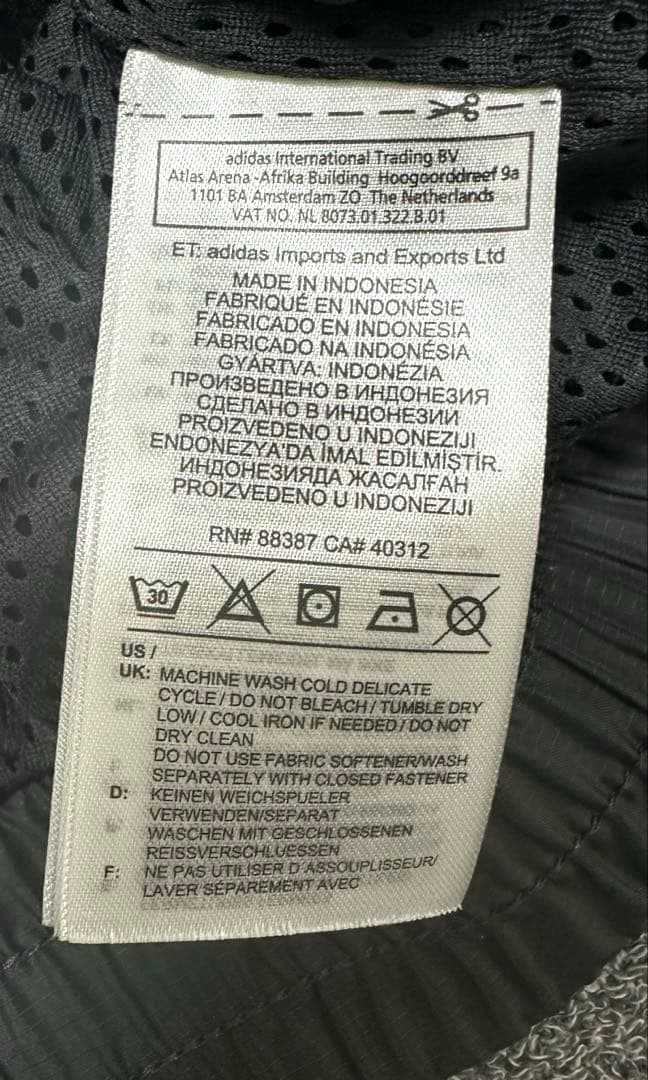 adidas International Trading BV
Atlas Arena -Afrika Building Hoogoorddreef 9a
1101 BA Amsterdam ZO The Netherlands
VAT NO. NL 8073.01.322.B.01
ET: adidas Imports and Exports Ltd
MADE IN INDONESIA
FABRIQUÉ EN INDONÉSIE
FABRICADO EN INDONESIA
FABRICADO NA INDONÉSIA
GYÁRTVA: INDONÉZIA
ПРОИЗВЕДЕНО В ИНДОНЕЗИЯ
СДЕЛАНО В ИНДОНЕЗИИ
PROIZVEDENO U INDONEZIJI
ENDONEZYA'DA İMAL EDİLMİŞTİR.
ИНДОНЕЗИЯДА ЖАСАЛҒАН
PROIZVEDENO U INDONEZIJI
RN# 88387 CA# 40312
30
US /
UK: MACHINE WASH COLD DELICATE
CYCLE / DO NOT BLEACH / TUMBLE DRY
LOW / COOL IRON IF NEEDED / DO NOT
DRY CLEAN
DO NOT USE FABRIC SOFTENER/WASH
SEPARATELY WITH CLOSED FASTENER
D: KEINEN WEICHSPUELER
VERWENDEN/SEPARAT
WASCHEN MIT GESCHLOSSENEN
REISSVERSCHLUESSEN
F: NE PAS UTILISER D'ASSOUPLISSEUR/
LAVER SÉPARÉMENT AVEC